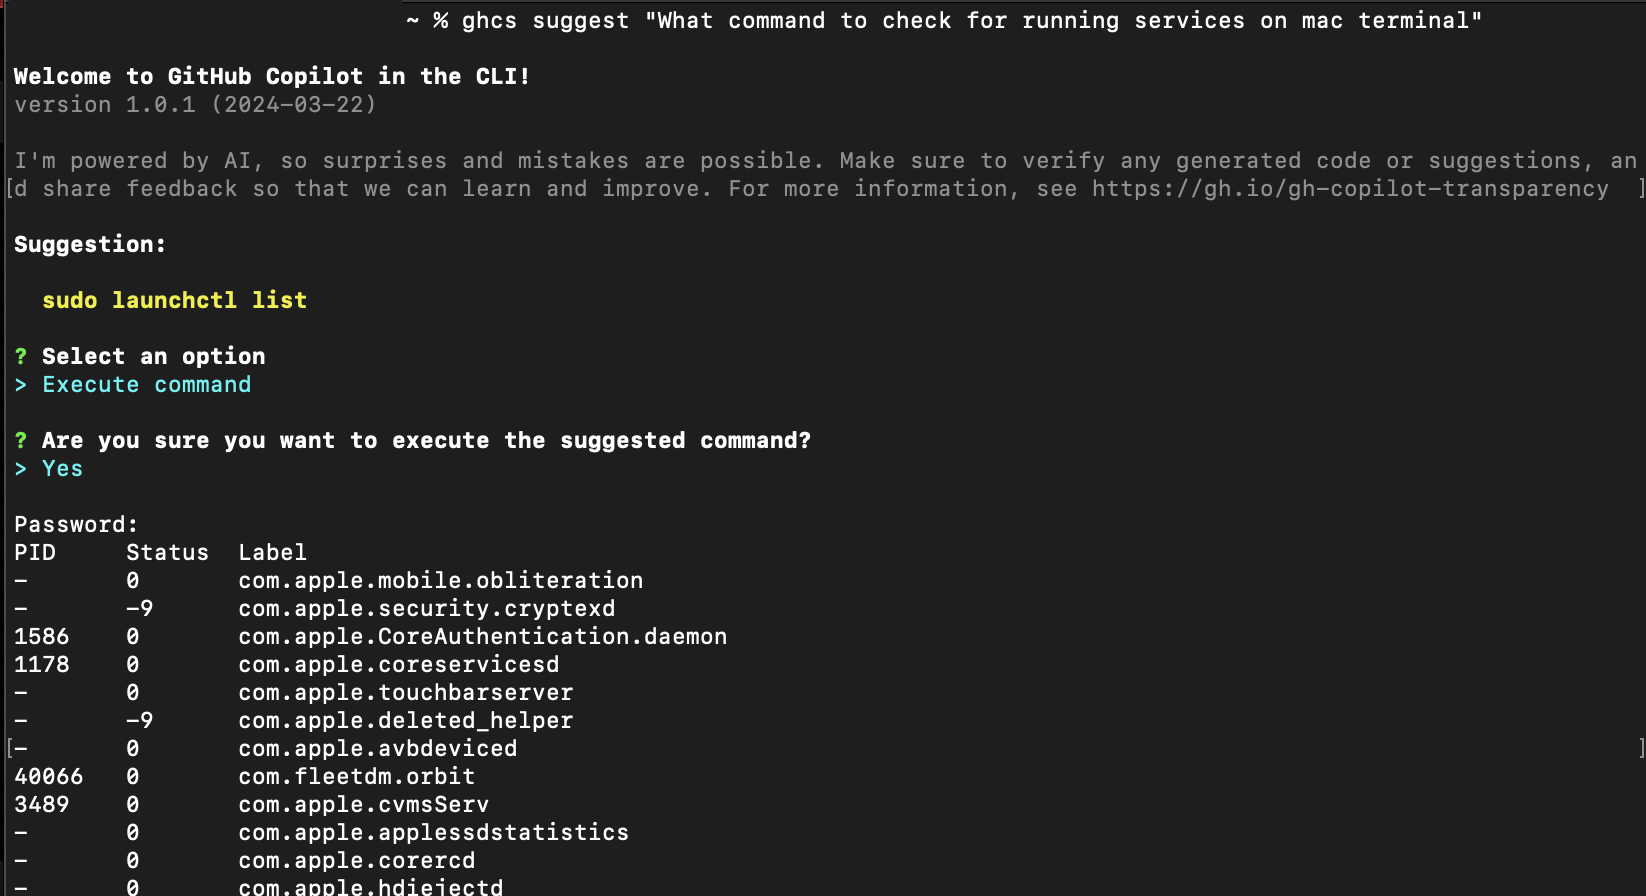 ~ % ghcs suggest "What command to check for running services on mac terminal"
Welcome to GitHub Copilot in the CLI!
version 1.0.1 (2024-03-22)
I'm powered by AI, so surprises and mistakes are possible. Make sure to verify any generated code or suggestions, an
[d share feedback so that we can learn and improve. For more information, see https://gh.io/gh-copilot-transparency ]
Suggestion:
sudo launchctl list
? Select an option
> Execute command
? Are you sure you want to execute the suggested command?
> Yes
Password:
PID Status Label
- 0 com.apple.mobile.obliteration
- -9 com.apple.security.cryptexd
1586 0 com.apple.CoreAuthentication.daemon
1178 0 com.apple.coreservicesd
- 0 com.apple.touchbarserver
- -9 com.apple.deleted_helper
[- 0 com.apple.avbdeviced ]
40066 0 com.fleetdm.orbit
3489 0 com.apple.cvmsServ
- 0 com.apple.applessdstatistics
- 0 com.apple.corercd
- 0 com.apple.hdiejectd